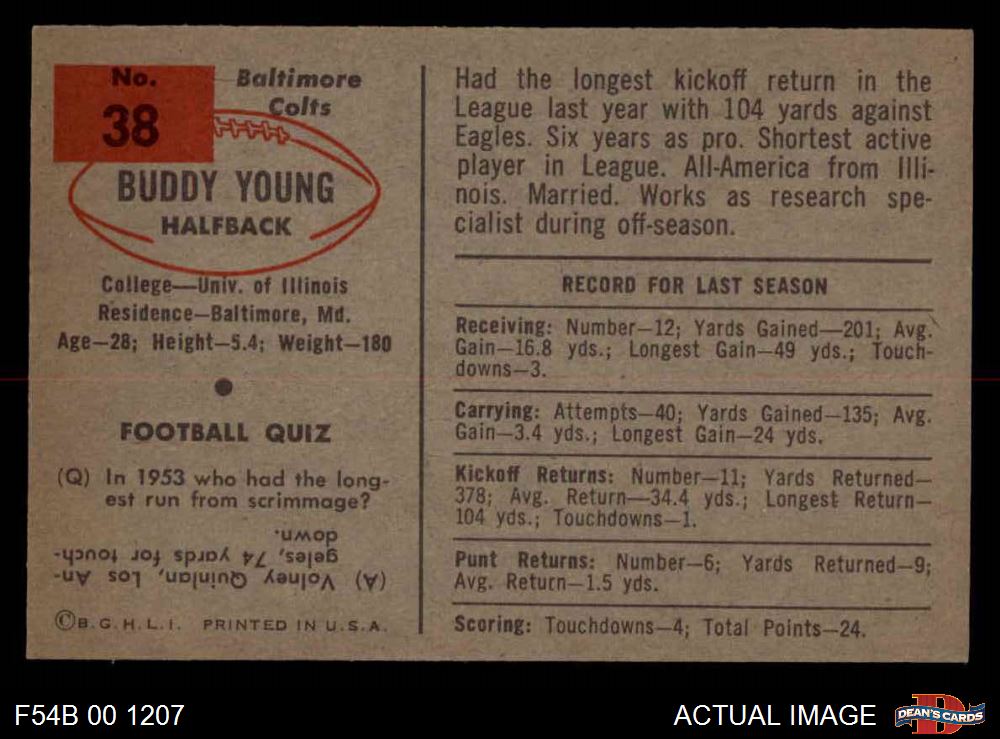 No.
38
Baltimore
Colts
BUDDY YOUNG
HALFBACK
College—Univ. of Illinois
Residence—Baltimore, Md.
Age—28; Height—5.4; Weight—180
FOOTBALL QUIZ
(Q) In 1953 who had the long-
est run from scrimmage?
(A) Volney Quinlan, Los An-
geles, 74 yards for touch-
down.
©B.G.H.L.I. PRINTED IN U.S.A.
Had the longest kickoff return in the
League last year with 104 yards against
Eagles. Six years as pro. Shortest active
player in League. All-America from Illi-
nois. Married. Works as research spe-
cialist during off-season.
RECORD FOR LAST SEASON
Receiving: Number—12; Yards Gained—201; Avg.
Gain—16.8 yds.; Longest Gain—49 yds.; Touch-
downs—3.
Carrying: Attempts—40; Yards Gained—135; Avg.
Gain—3.4 yds.; Longest Gain—24 yds.
Kickoff Returns: Number—11; Yards Returned—
378; Avg. Return—34.4 yds.; Longest Return—
104 yds.; Touchdowns—1.
Punt Returns: Number—6; Yards Returned—9;
Avg. Return—1.5 yds.
Scoring: Touchdowns—4; Total Points—24.
F54B 00 1207
ACTUAL IMAGE
DEAN'S CARDS